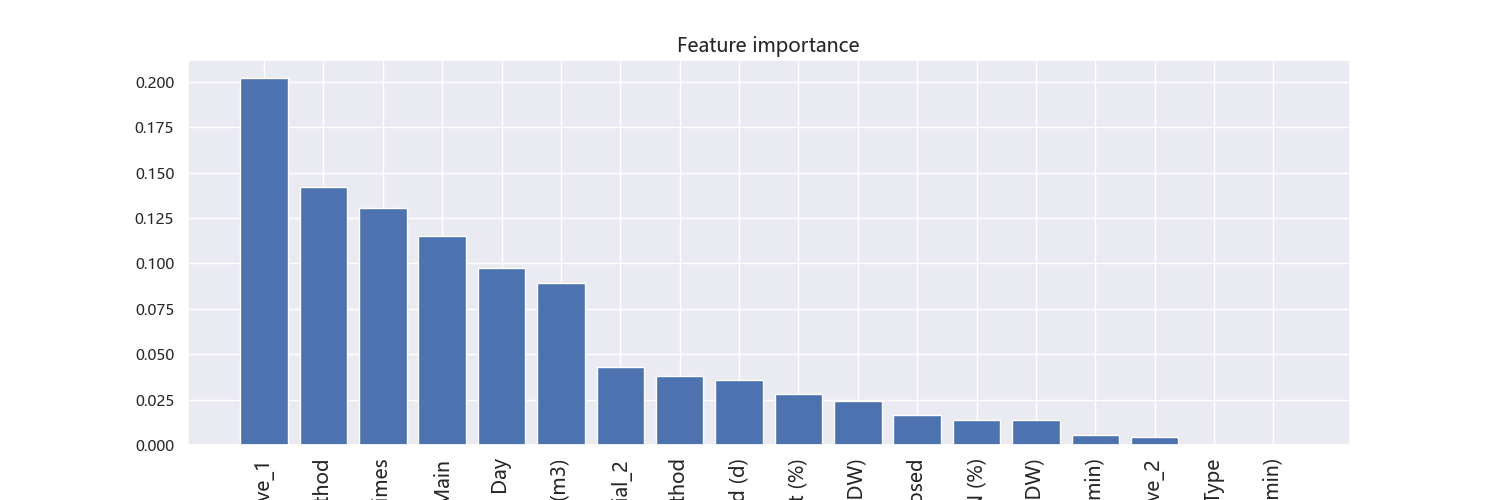 Feature importance
0.200
0.175
0.150
0.125
0.100
0.075
0.050
0.025
0.000
ve_1
thod
imes
Main
Day
(m3)
ial_2
thod
d (d)
t (%)
DW)
osed
N (%)
DW)
min)
ve_2
Type
min)